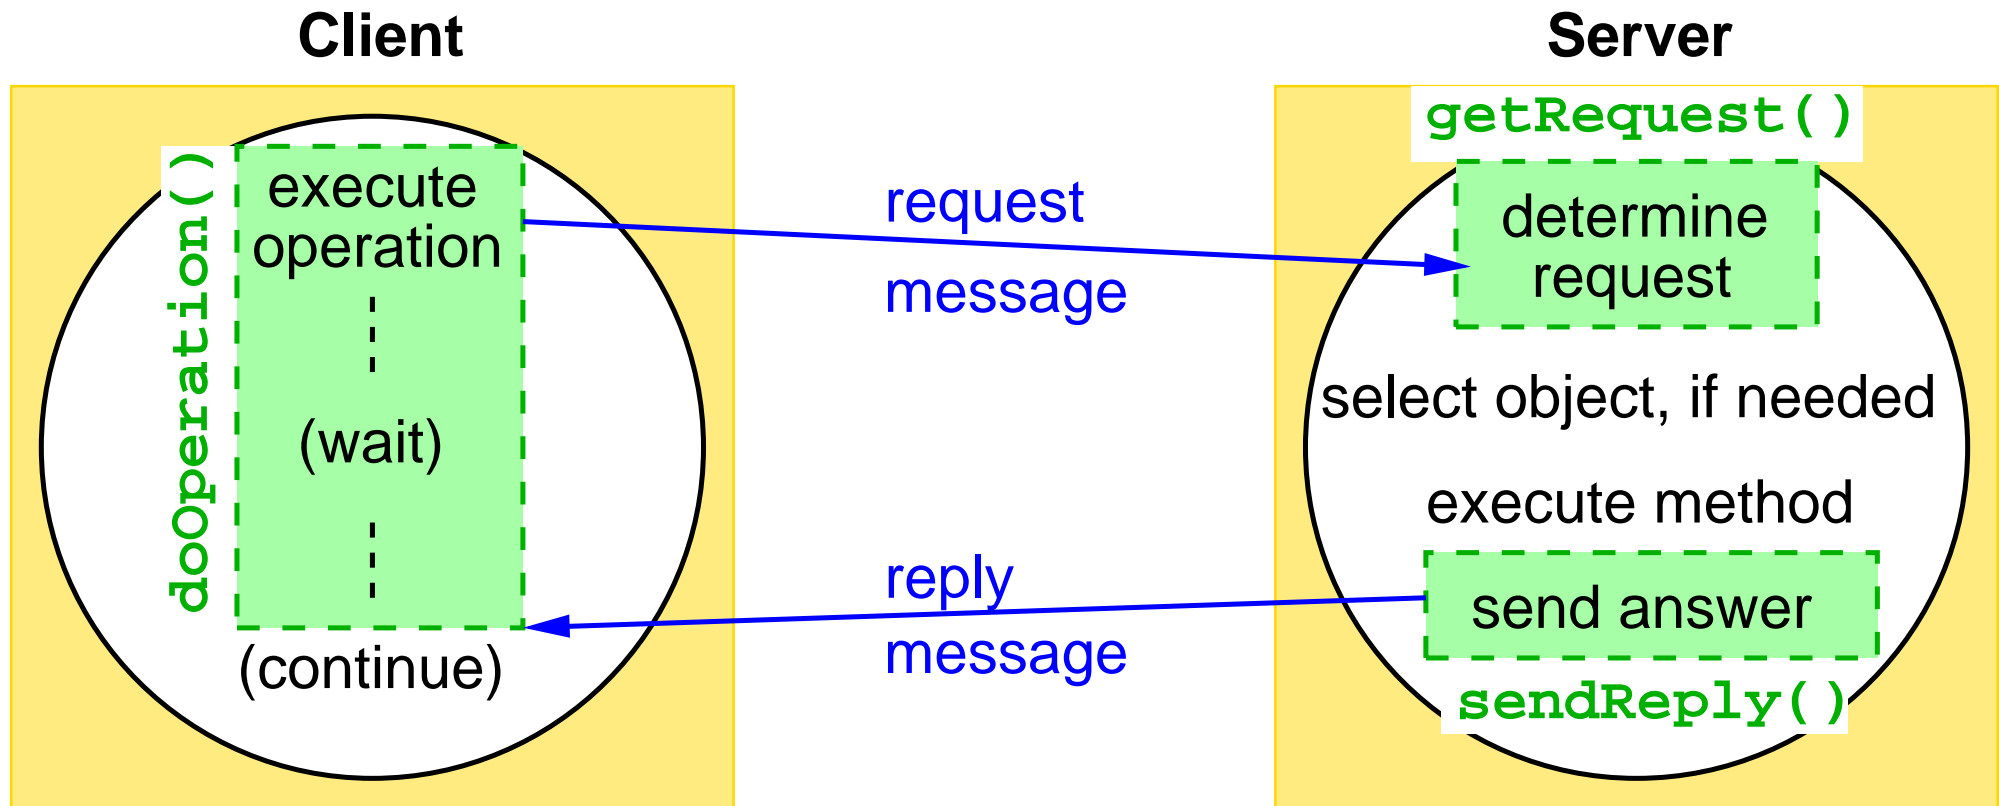 Client
Server
doOperation()
execute
operation
(wait)
(continue)
request
message
reply
message
getRequest()
determine
request
select object, if needed
execute method
send answer
sendReply()